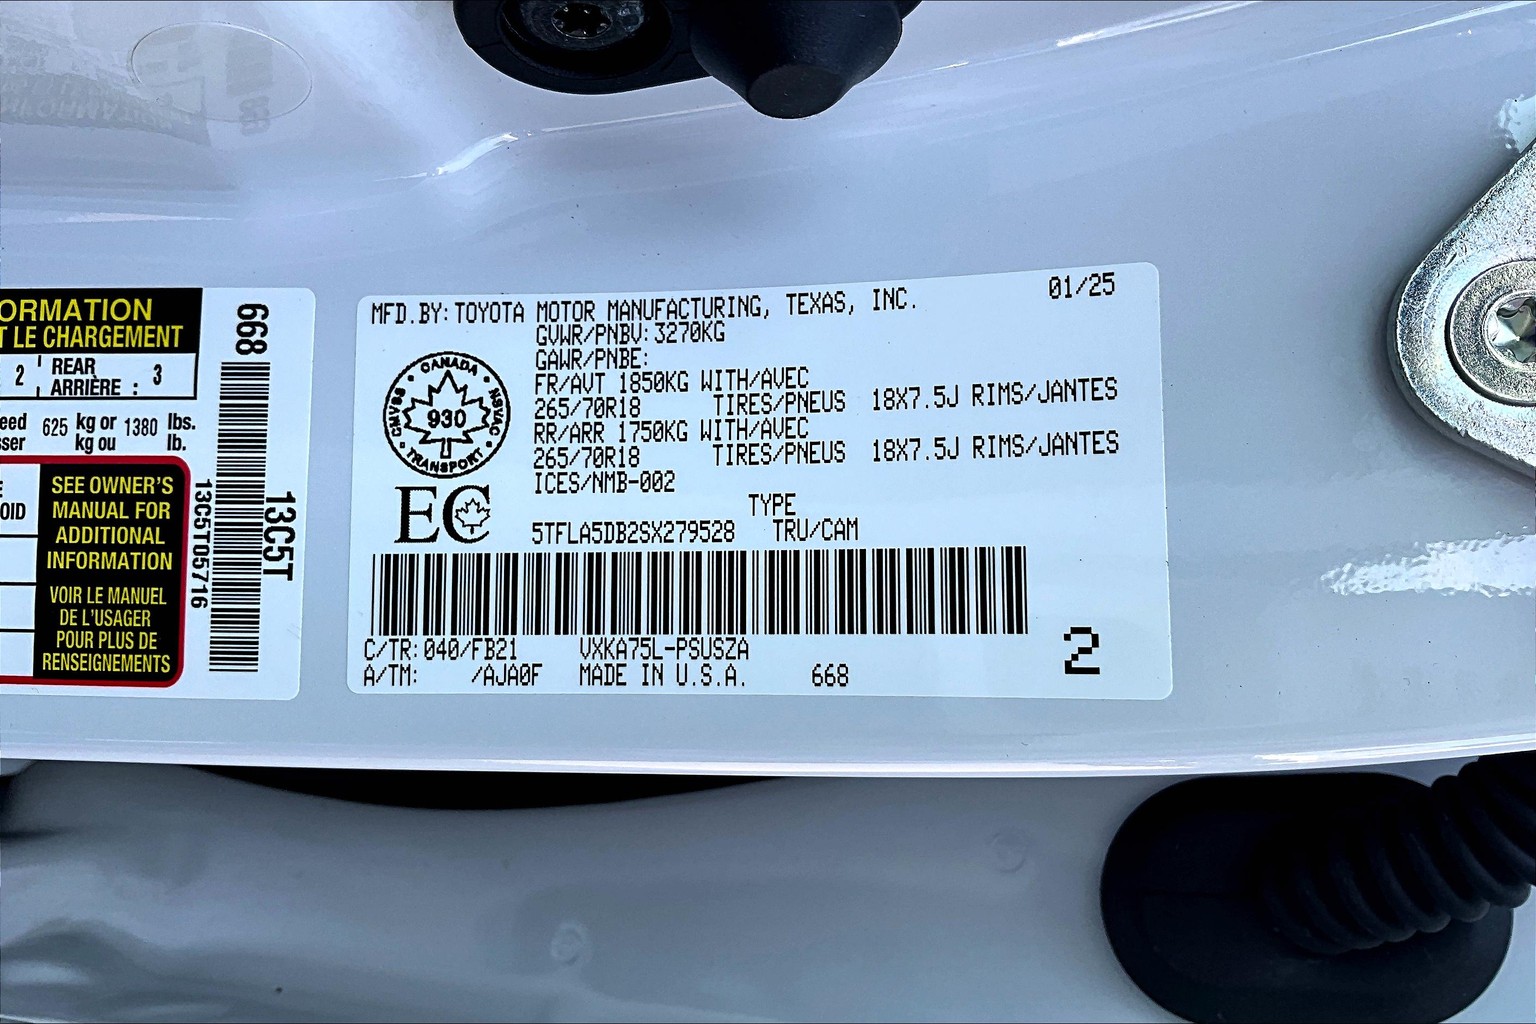 ORMATION
T LE CHARGEMENT
2 REAR
ARRIÈRE : 3
eed 625 kg or 1380 lbs.
sser kg ou lb.
OID
SEE OWNER'S
MANUAL FOR
ADDITIONAL
INFORMATION
VOIR LE MANUEL
DE L'USAGER
POUR PLUS DE
RENSEIGNEMENTS
668
13C5T05716
13C5T
MFD.BY: TOYOTA MOTOR MANUFACTURING, TEXAS, INC. 01/25
GVWR/PNBV: 3270KG
GAWR/PNBE:
FR/AVT 1850KG WITH/AVEC
265/70R18 TIRES/PNEUS 18X7.5J RIMS/JANTES
RR/ARR 1750KG WITH/AVEC
265/70R18 TIRES/PNEUS 18X7.5J RIMS/JANTES
ICES/NMB-002
CANADA
CMVSS 930 NSVAC
TRANSPORT
EC
TYPE
5TFLA5DB2SX279528 TRU/CAM
C/TR: 040/FB21 VXKA75L-PSUSZA
A/TM: /AJA0F MADE IN U.S.A. 668
2